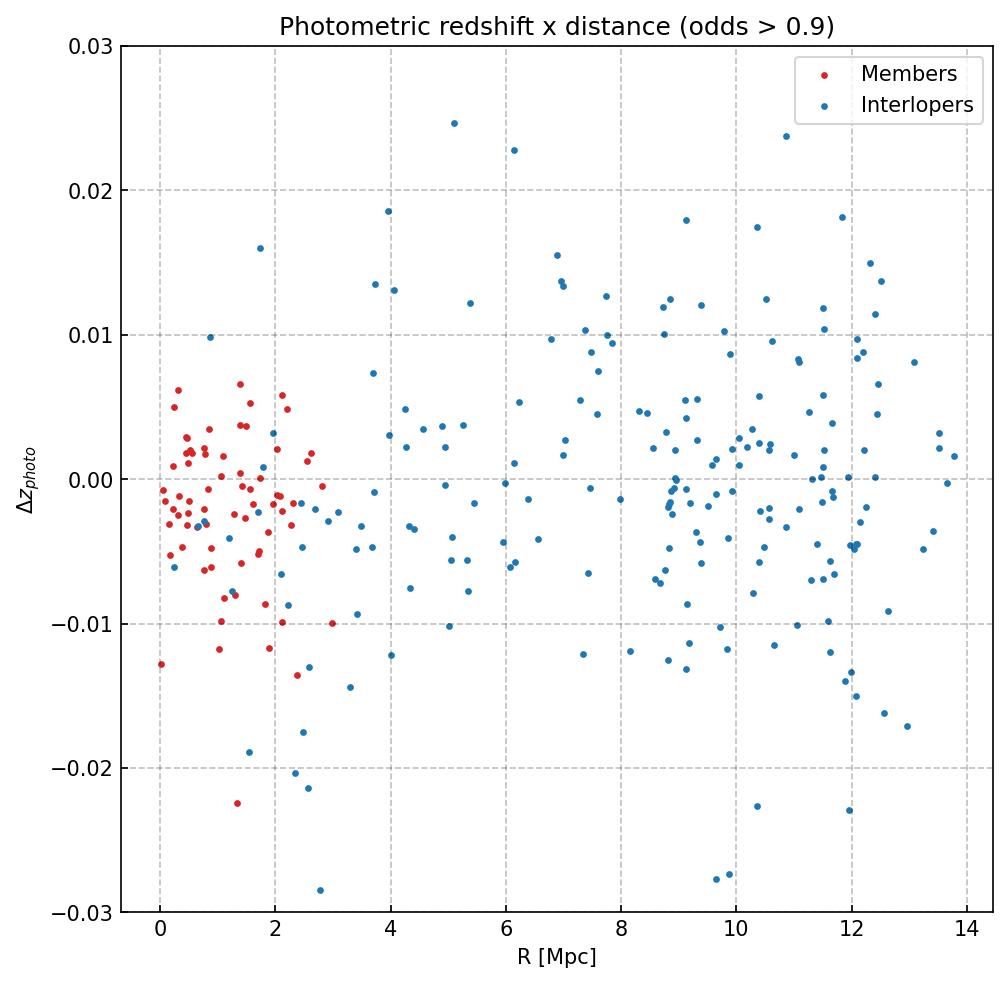 Photometric redshift x distance (odds > 0.9)
Members
Interlopers
0.03
0.02
0.01
0.00
−0.01
−0.02
−0.03
Δz_photo
0 2 4 6 8 10 12 14
R [Mpc]